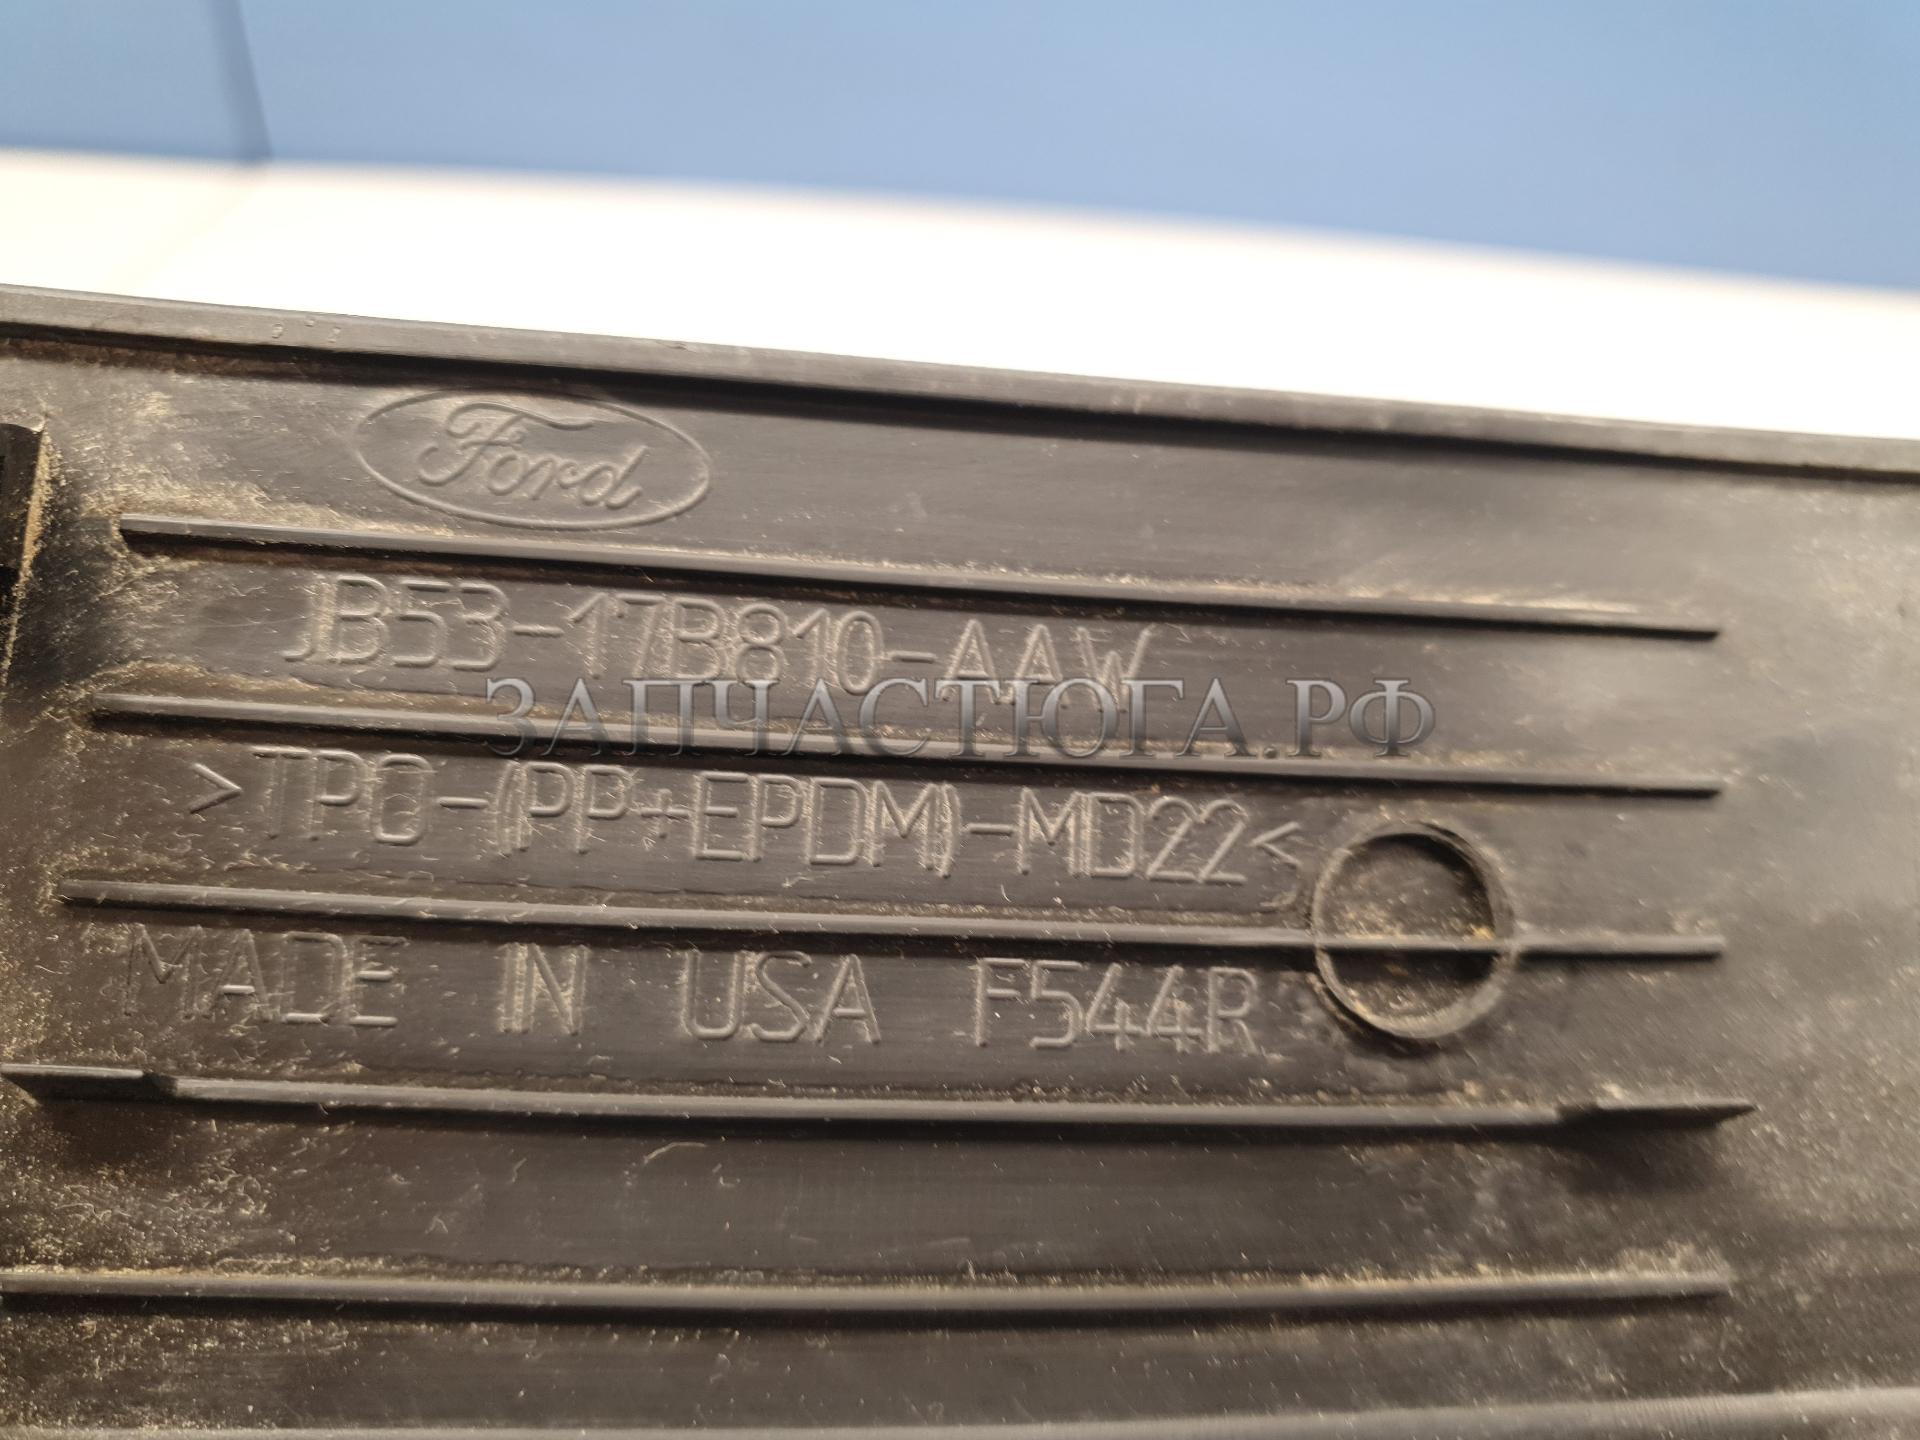 Ford
JB53-17B810-AAW
ЗАПЧАСТЮГА.РФ
>TPO-(PP+EPDM)-MD22<
MADE IN USA F544R